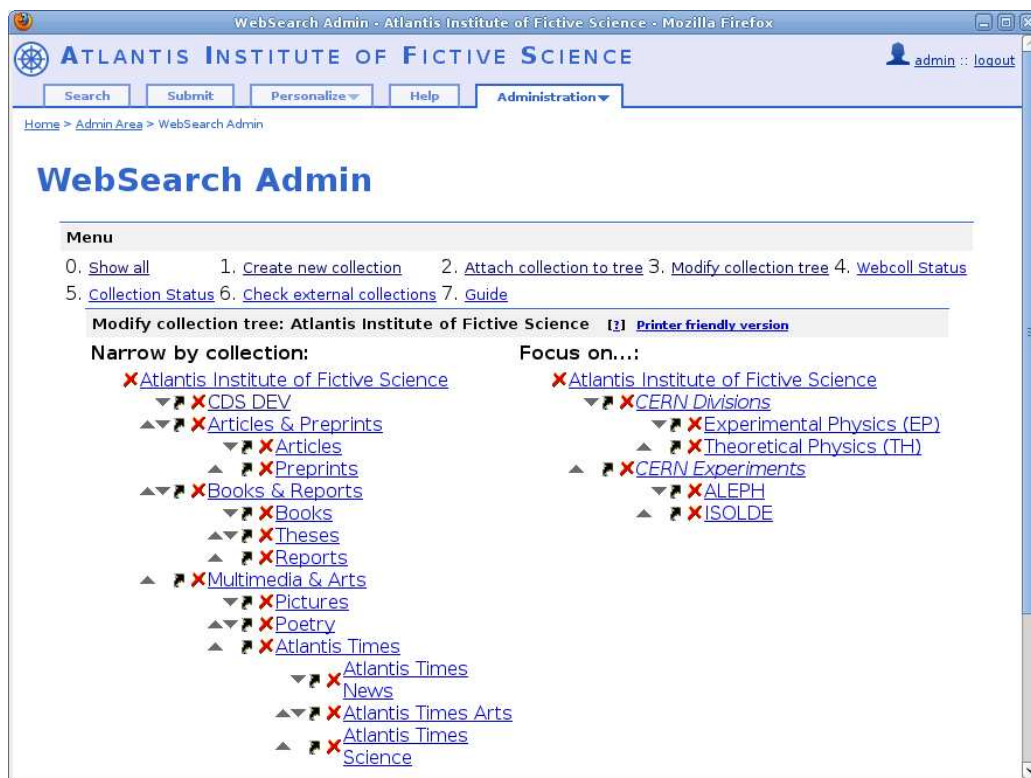 WebSearch Admin - Atlantis Institute of Fictive Science - Mozilla Firefox
ATLANTIS INSTITUTE OF FICTIVE SCIENCE
admin :: logout
Search Submit Personalize Help Administration
Home > Admin Area > WebSearch Admin
WebSearch Admin
Menu
0. Show all 1. Create new collection 2. Attach collection to tree 3. Modify collection tree 4. Webcoll Status
5. Collection Status 6. Check external collections 7. Guide
Modify collection tree: Atlantis Institute of Fictive Science [?] Printer friendly version
Narrow by collection:
Atlantis Institute of Fictive Science
CDS DEV
Articles & Preprints
Articles
Preprints
Books & Reports
Books
Theses
Reports
Multimedia & Arts
Pictures
Poetry
Atlantis Times
Atlantis Times
News
Atlantis Times Arts
Atlantis Times
Science
Focus on...:
Atlantis Institute of Fictive Science
CERN Divisions
Experimental Physics (EP)
Theoretical Physics (TH)
CERN Experiments
ALEPH
ISOLDE